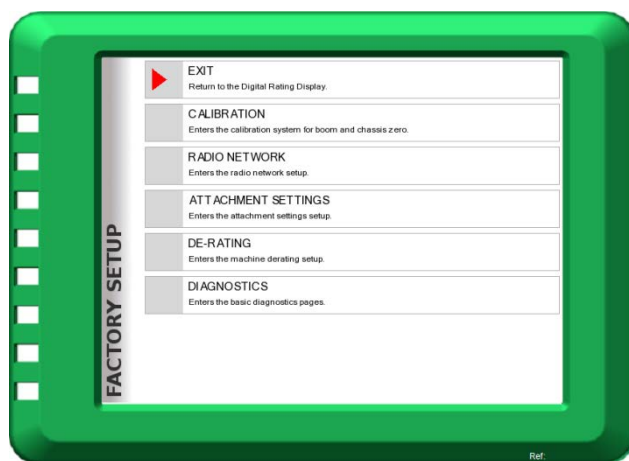 FACTORY SETUP
EXIT
Return to the Digital Rating Display.
CALIBRATION
Enters the calibration system for boom and chassis zero.
RADIO NETWORK
Enters the radio network setup.
ATTACHMENT SETTINGS
Enters the attachment settings setup.
DE-RATING
Enters the machine derating setup.
DIAGNOSTICS
Enters the basic diagnostics pages.
Ref: